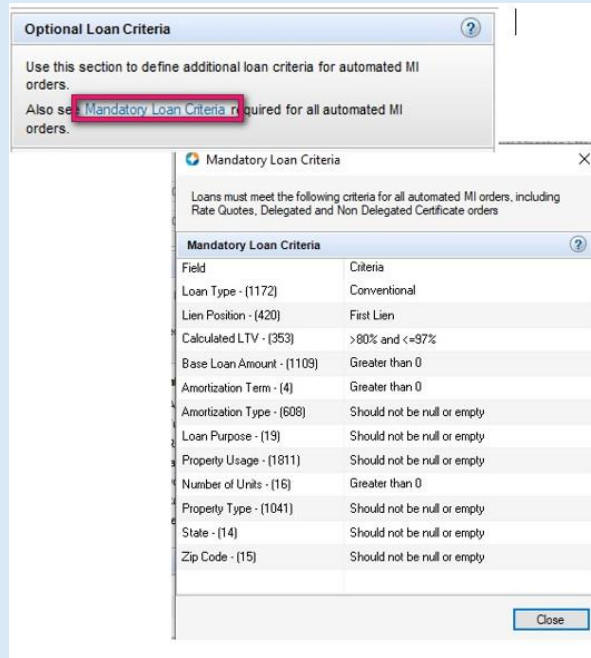 Optional Loan Criteria
Use this section to define additional loan criteria for automated MI
orders.
Also see Mandatory Loan Criteria required for all automated MI
orders.
Mandatory Loan Criteria
Loans must meet the following criteria for all automated MI orders, including
Rate Quotes, Delegated and Non Delegated Certificate orders
Mandatory Loan Criteria
Field Criteria
Loan Type - (1172) Conventional
Lien Position - (420) First Lien
Calculated LTV - (353) >80% and <=97%
Base Loan Amount - (1109) Greater than 0
Amortization Term - (4) Greater than 0
Amortization Type - (608) Should not be null or empty
Loan Purpose - (19) Should not be null or empty
Property Usage - (1811) Should not be null or empty
Number of Units - (16) Greater than 0
Property Type - (1041) Should not be null or empty
State - (14) Should not be null or empty
Zip Code - (15) Should not be null or empty
Close